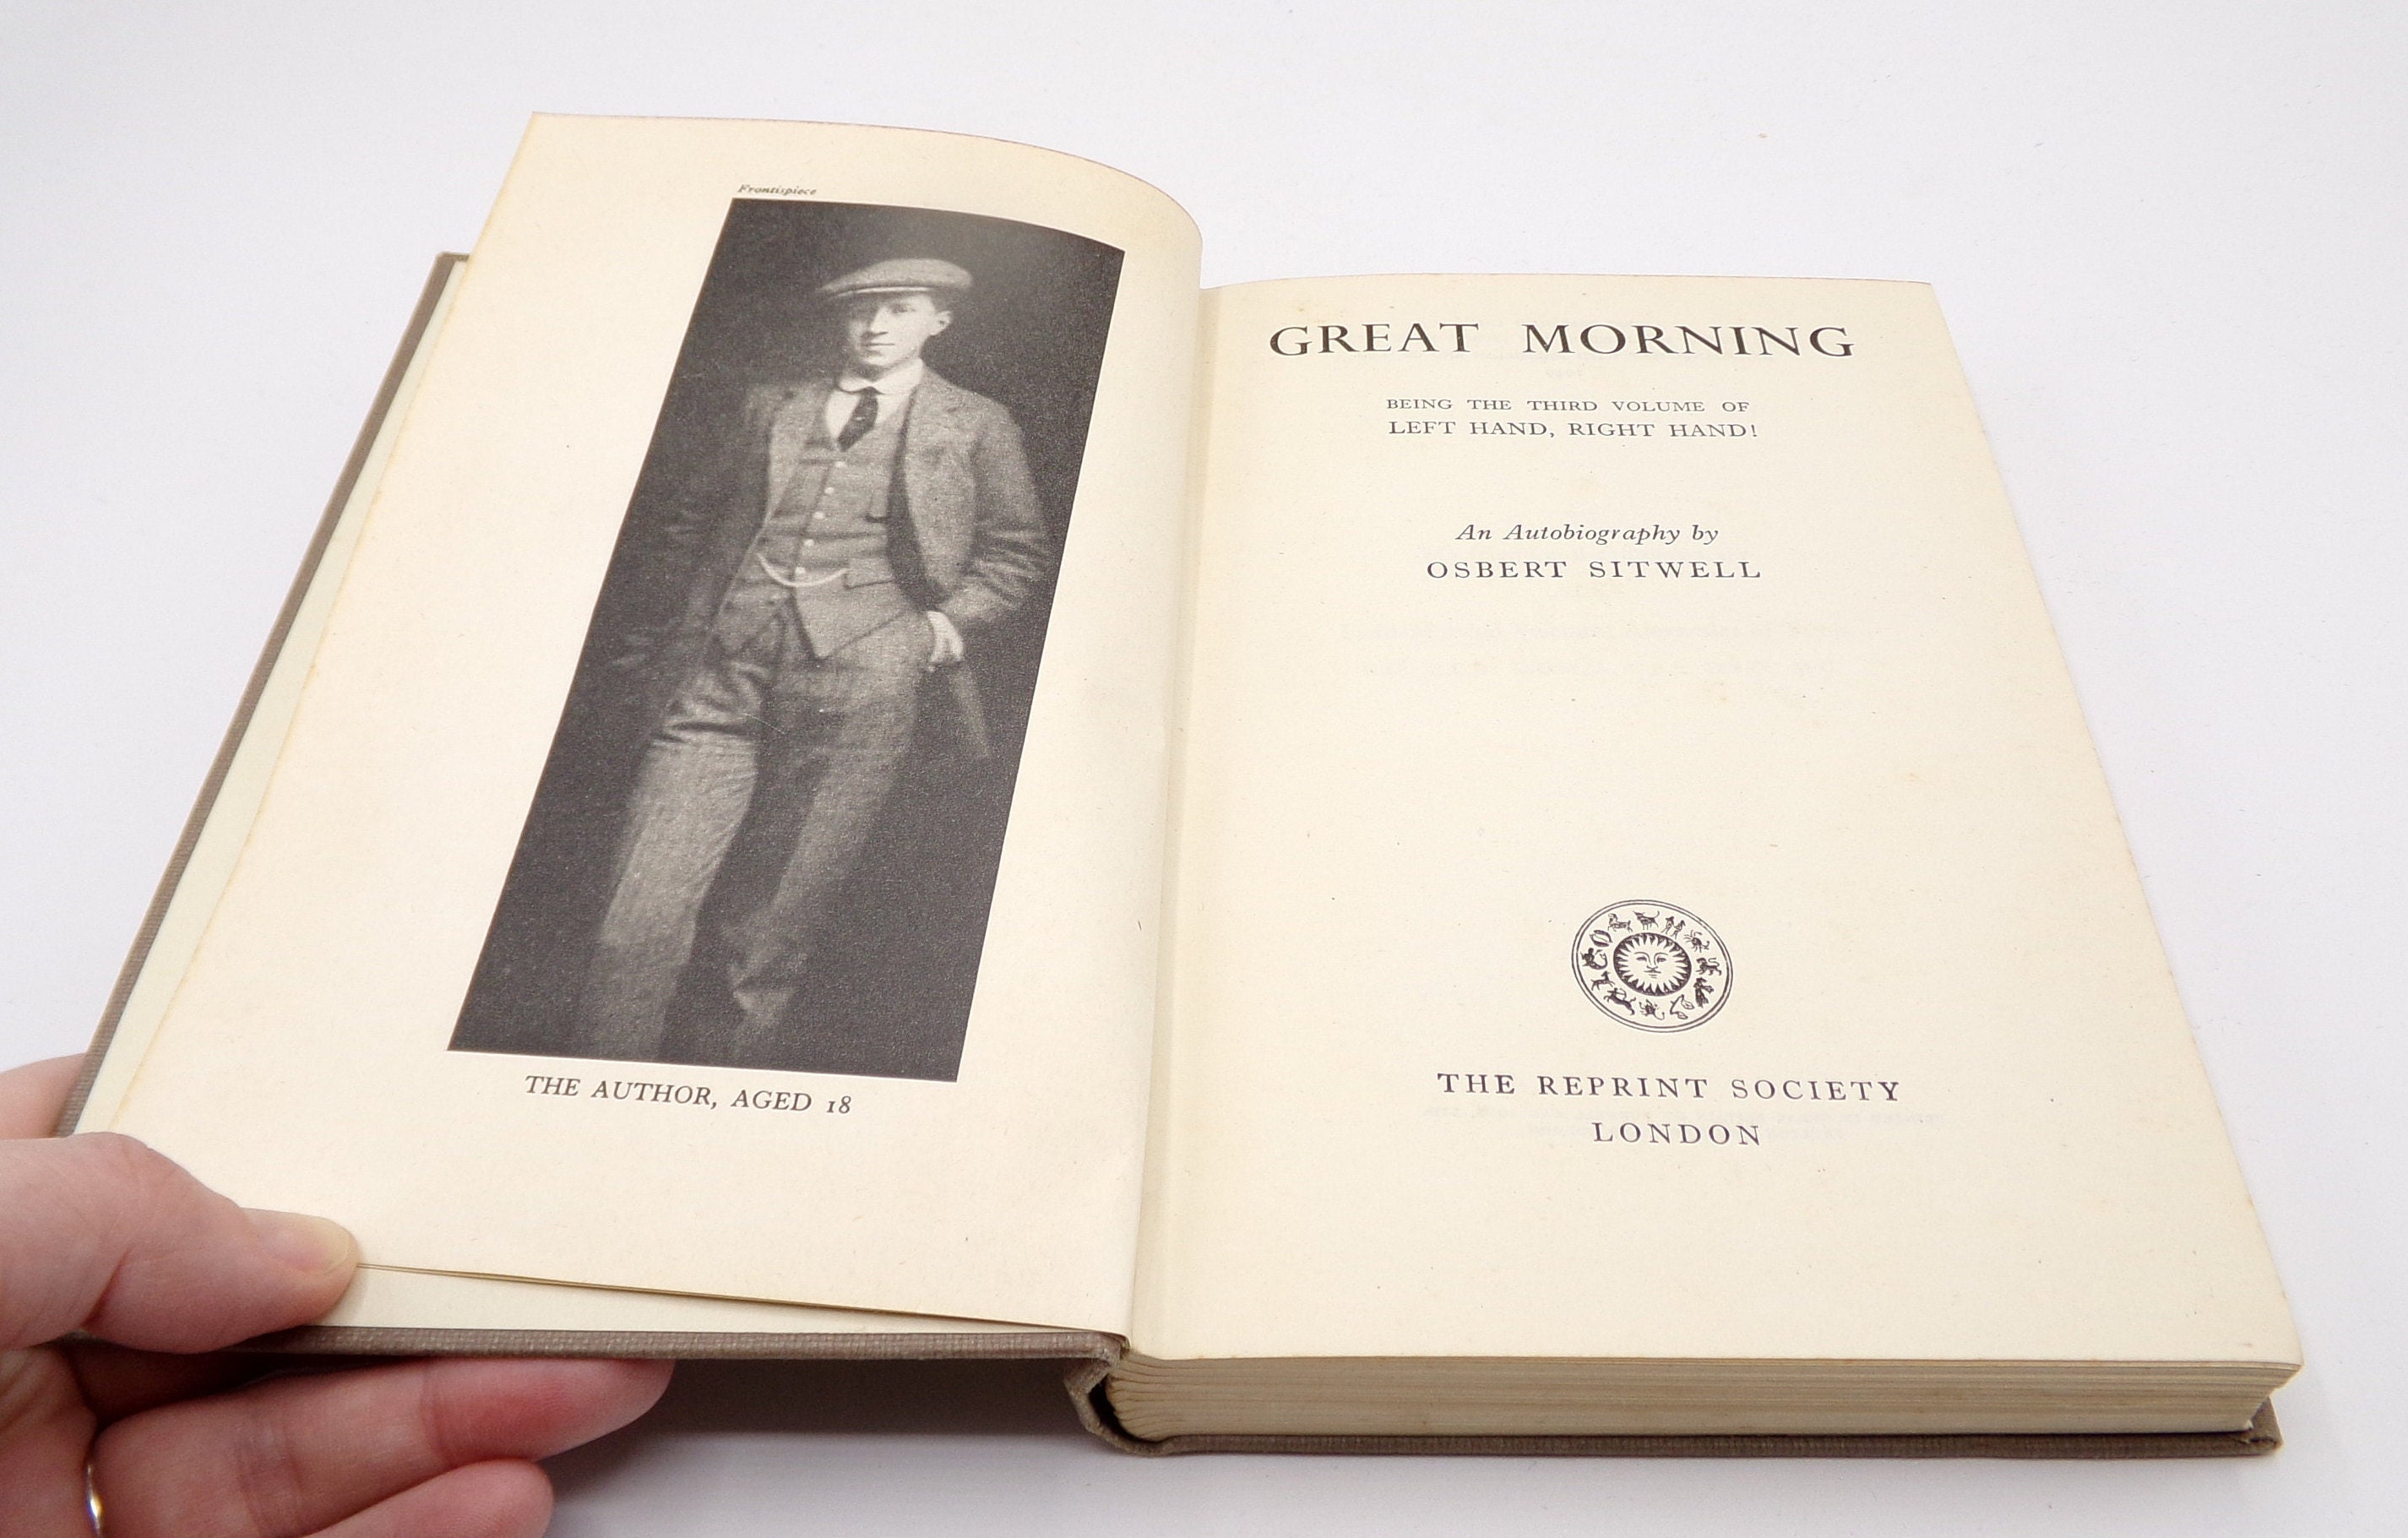 Frontispiece
THE AUTHOR, AGED 18
GREAT MORNING
BEING THE THIRD VOLUME OF
LEFT HAND, RIGHT HAND!
An Autobiography by
OSBERT SITWELL
THE REPRINT SOCIETY
LONDON